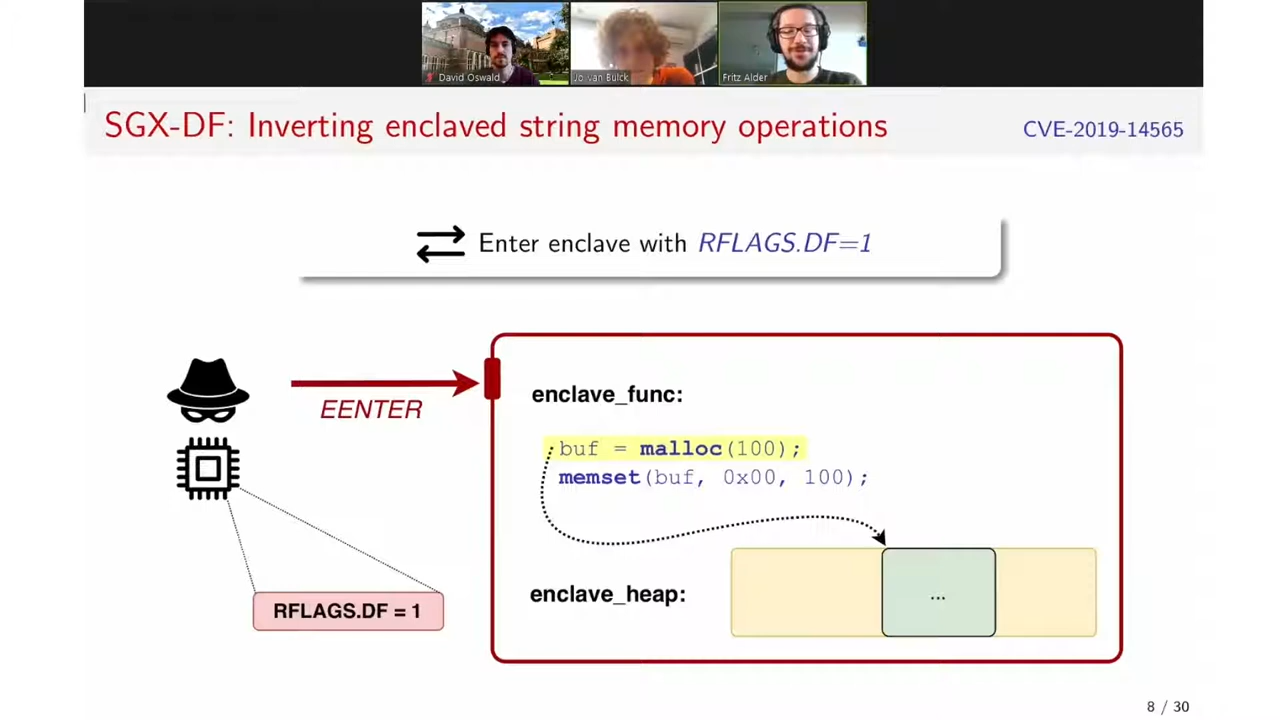 David Oswald
Jo van Bulck
Fritz Alder
SGX-DF: Inverting enclaved string memory operations
CVE-2019-14565
Enter enclave with RFLAGS.DF=1
EENTER
RFLAGS.DF = 1
enclave_func:
buf = malloc(100);
memset(buf, 0x00, 100);
enclave_heap:
...
8 / 30